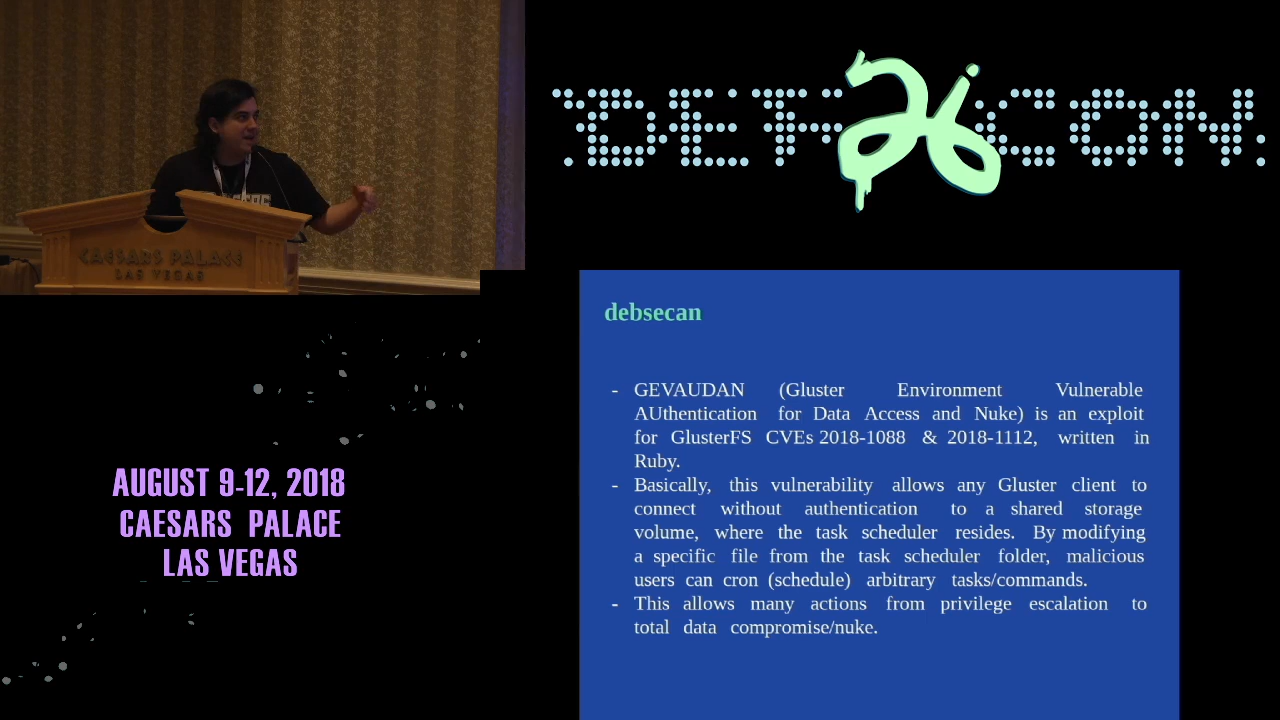 DEF CON
26
CAESARS PALACE
LAS VEGAS
debsecan
- GEVAUDAN (Gluster Environment Vulnerable
AUthentication for Data Access and Nuke) is an exploit
for GlusterFS CVEs 2018-1088 & 2018-1112, written in
Ruby.
- Basically, this vulnerability allows any Gluster client to
connect without authentication to a shared storage
volume, where the task scheduler resides. By modifying
a specific file from the task scheduler folder, malicious
users can cron (schedule) arbitrary tasks/commands.
- This allows many actions from privilege escalation to
total data compromise/nuke.
AUGUST 9-12, 2018
CAESARS PALACE
LAS VEGAS